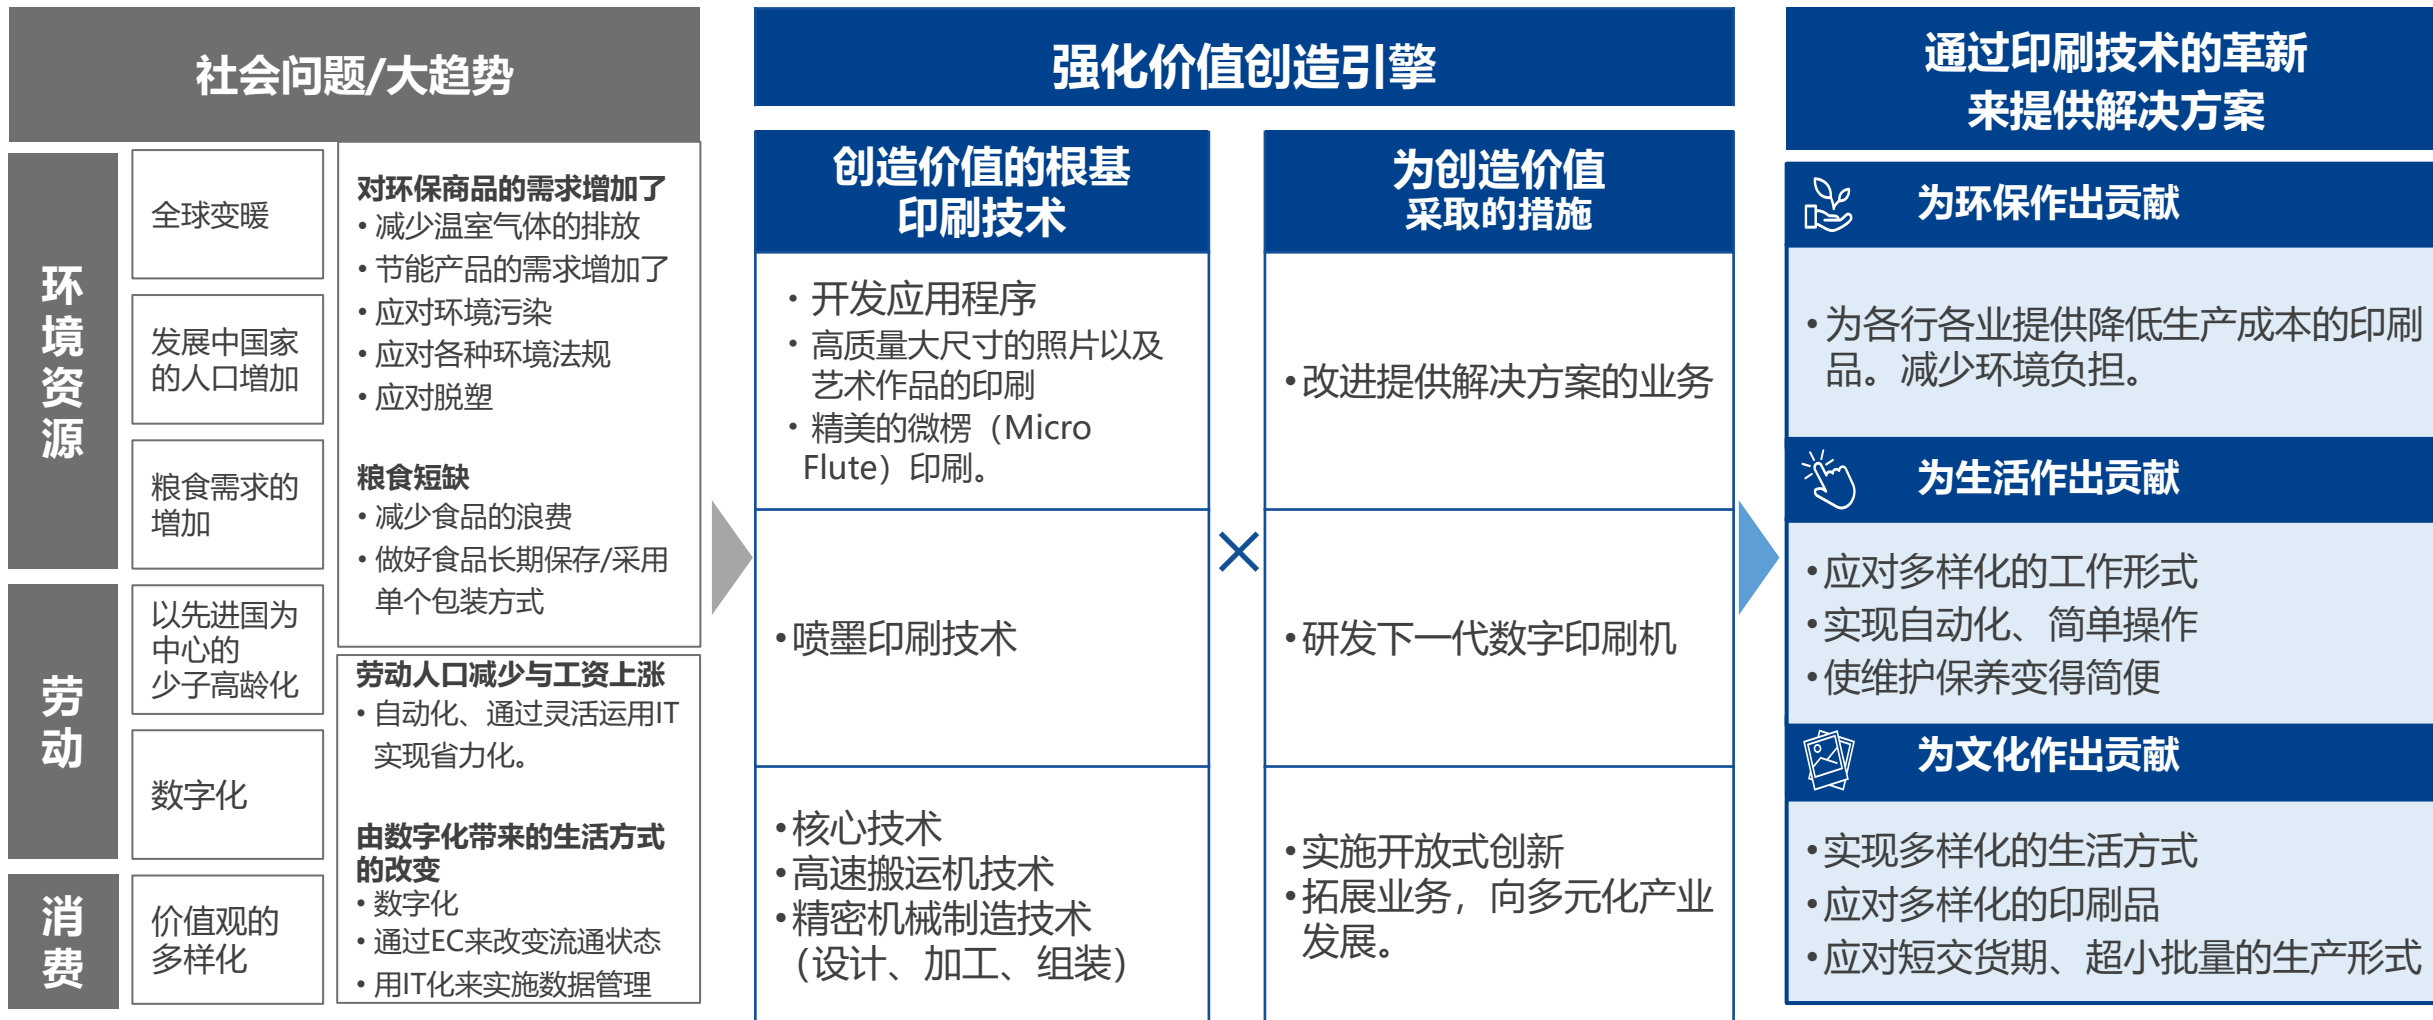 社会问题/大趋势
环境资源
全球变暖
发展中国家
的人口增加
粮食需求的
增加
劳动
以先进国为
中心的
少子高龄化
数字化
消费
价值观的
多样化
对环保商品的需求增加了
• 减少温室气体的排放
• 节能产品的需求增加了
• 应对环境污染
• 应对各种环境法规
• 应对脱塑
粮食短缺
• 减少食品的浪费
• 做好食品长期保存/采用
单个包装方式
劳动人口减少与工资上涨
• 自动化、通过灵活运用IT
实现省力化。
由数字化带来的生活方式
的改变
• 数字化
• 通过EC来改变流通状态
• 用IT化来实施数据管理
强化价值创造引擎
创造价值的根基
印刷技术
・开发应用程序
・高质量大尺寸的照片以及
艺术作品的印刷
・精美的微楞（Micro
Flute）印刷。
•喷墨印刷技术
•核心技术
•高速搬运机技术
•精密机械制造技术
（设计、加工、组装）
×
为创造价值
采取的措施
•改进提供解决方案的业务
•研发下一代数字印刷机
•实施开放式创新
•拓展业务，向多元化产业
发展。
通过印刷技术的革新
来提供解决方案
为环保作出贡献
•为各行各业提供降低生产成本的印刷
品。减少环境负担。
为生活作出贡献
•应对多样化的工作形式
•实现自动化、简单操作
•使维护保养变得简便
为文化作出贡献
•实现多样化的生活方式
•应对多样化的印刷品
•应对短交货期、超小批量的生产形式